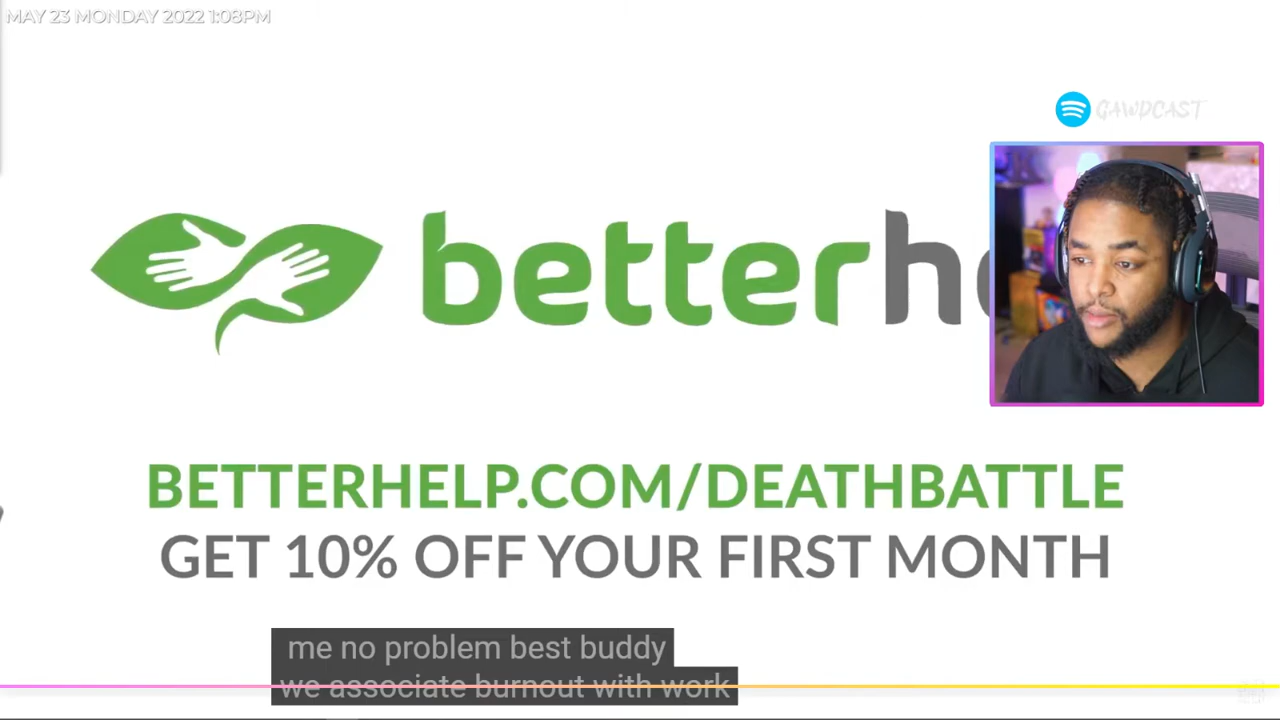 MAY 23 MONDAY 2022 1:08PM
GAWDCAST
betterhe
BETTERHELP.COM/DEATHBATTLE
GET 10% OFF YOUR FIRST MONTH
me no problem best buddy
we associate burnout with work